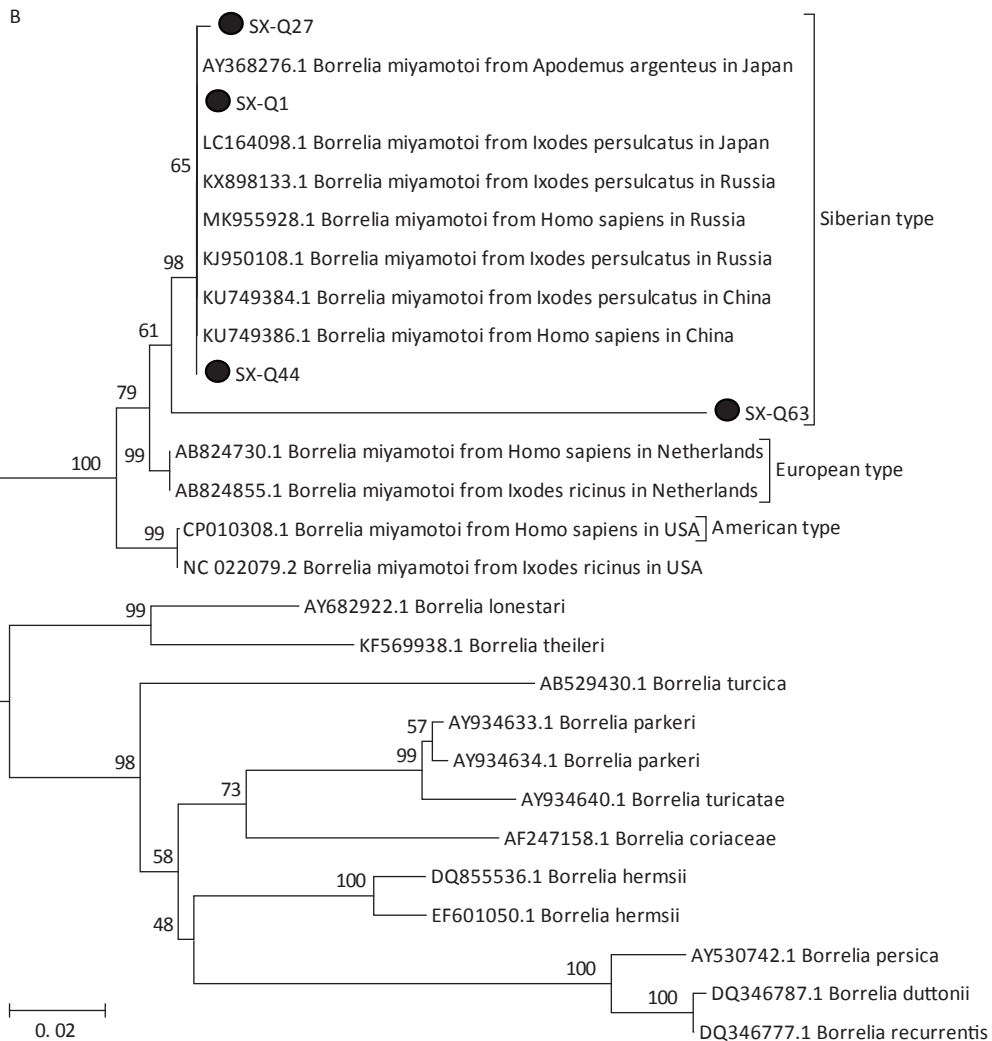 B
SX-Q27
AY368276.1 Borrelia miyamotoi from Apodemus argenteus in Japan
SX-Q1
65
LC164098.1 Borrelia miyamotoi from Ixodes persulcatus in Japan
KX898133.1 Borrelia miyamotoi from Ixodes persulcatus in Russia
MK955928.1 Borrelia miyamotoi from Homo sapiens in Russia
Siberian type
98
KJ950108.1 Borrelia miyamotoi from Ixodes persulcatus in Russia
KU749384.1 Borrelia miyamotoi from Ixodes persulcatus in China
61
KU749386.1 Borrelia miyamotoi from Homo sapiens in China
SX-Q44
79
SX-Q63
100
99
AB824730.1 Borrelia miyamotoi from Homo sapiens in Netherlands
European type
AB824855.1 Borrelia miyamotoi from Ixodes ricinus in Netherlands
99
CP010308.1 Borrelia miyamotoi from Homo sapiens in USA
American type
NC 022079.2 Borrelia miyamotoi from Ixodes ricinus in USA
99
AY682922.1 Borrelia lonestari
KF569938.1 Borrelia theileri
AB529430.1 Borrelia turcica
57
AY934633.1 Borrelia parkeri
98
99
AY934634.1 Borrelia parkeri
73
AY934640.1 Borrelia turicatae
AF247158.1 Borrelia coriaceae
58
100
DQ855536.1 Borrelia hermsii
48
EF601050.1 Borrelia hermsii
100
AY530742.1 Borrelia persica
100
DQ346787.1 Borrelia duttonii
0. 02
DQ346777.1 Borrelia recurrentis